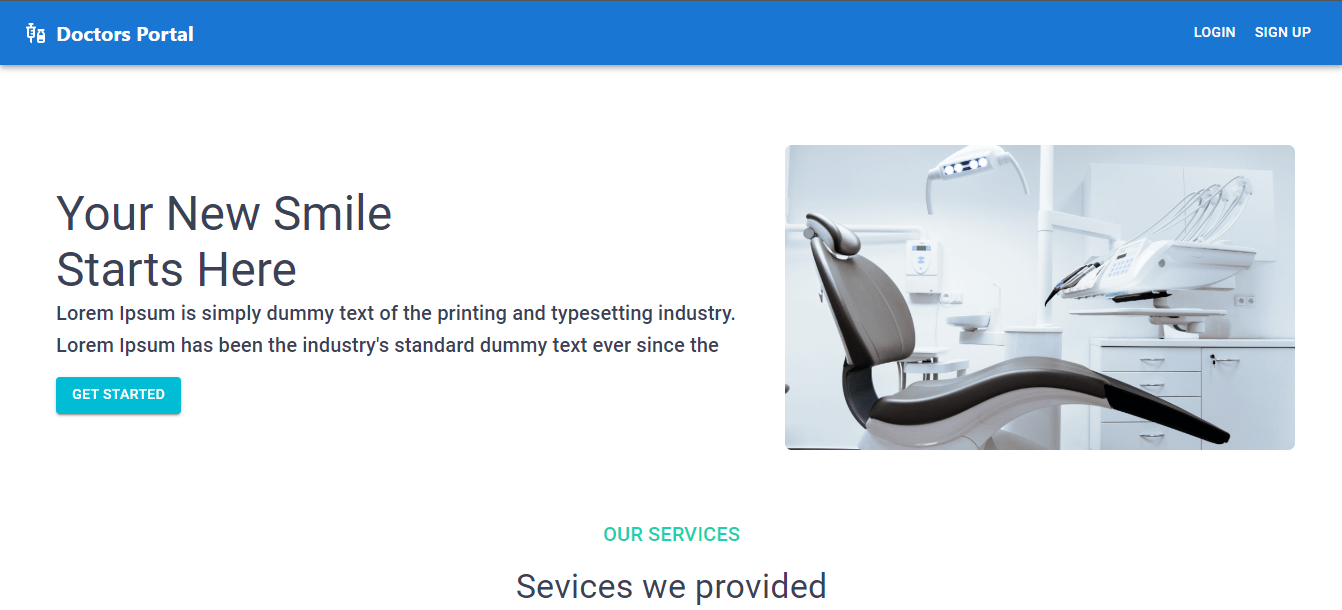 Doctors Portal
LOGIN SIGN UP
Your New Smile
Starts Here
Lorem Ipsum is simply dummy text of the printing and typesetting industry.
Lorem Ipsum has been the industry's standard dummy text ever since the
GET STARTED
OUR SERVICES
Sevices we provided